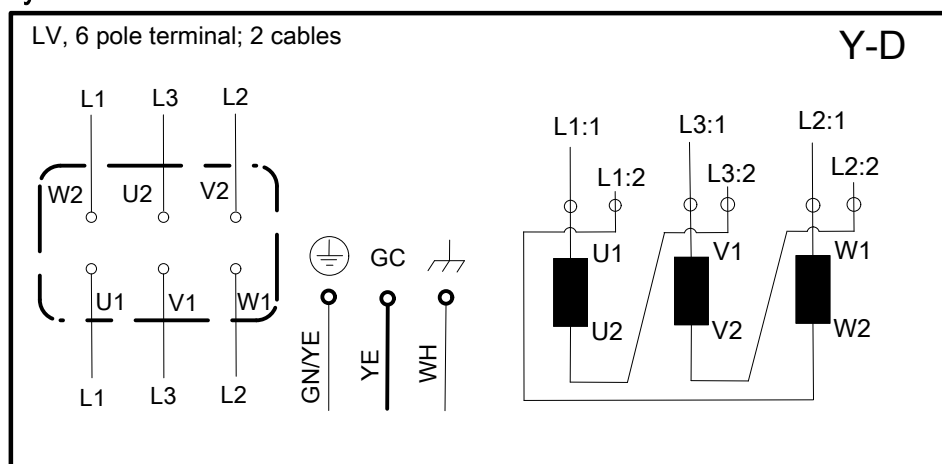 LV, 6 pole terminal; 2 cables
Y-D
L1 L3 L2
W2 U2 V2
U1 V1 W1
L1 L3 L2
GC
GN/YE
YE
WH
L1:1 L3:1 L2:1
L1:2 L3:2 L2:2
U1 V1 W1
U2 V2 W2